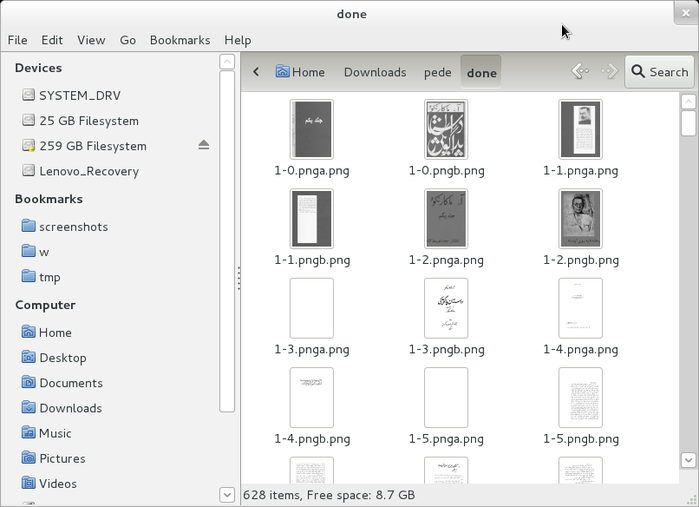 done
File Edit View Go Bookmarks Help
Devices
SYSTEM_DRV
25 GB Filesystem
259 GB Filesystem
Lenovo_Recovery
Bookmarks
screenshots
w
tmp
Computer
Home
Desktop
Documents
Downloads
Music
Pictures
Videos
Home Downloads pede done Search
جلد یکم
1-0.pnga.png 1-0.pngb.png 1-1.pnga.png
1-1.pngb.png 1-2.pnga.png 1-2.pngb.png
1-3.pnga.png 1-3.pngb.png 1-4.pnga.png
1-4.pngb.png 1-5.pnga.png 1-5.pngb.png
628 items, Free space: 8.7 GB